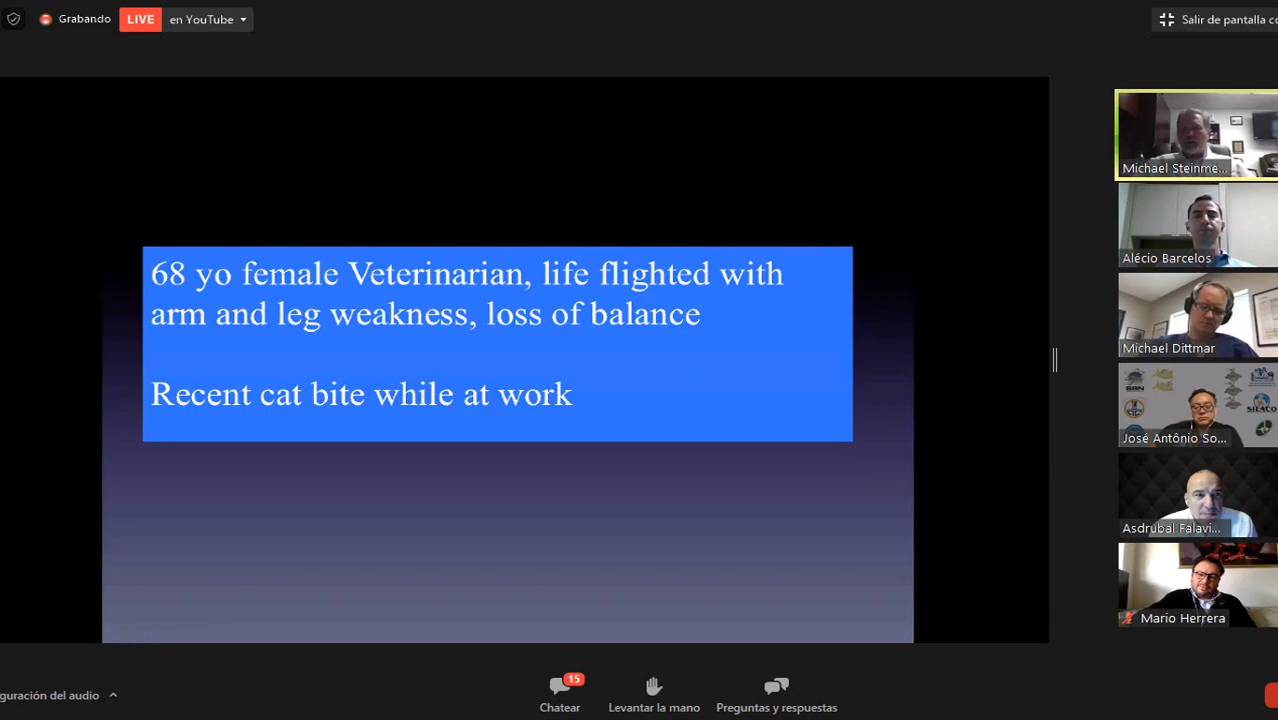 Grabando
LIVE
en YouTube
Salir de pantalla co
68 yo female Veterinarian, life flighted with
arm and leg weakness, loss of balance
Recent cat bite while at work
Michael Steinme...
Alécio Barcelos
Michael Dittmar
SBN
SILACO
José Antônio So...
Asdrubal Falavi...
Mario Herrera
guración del audio
15
Chatear
Levantar la mano
Preguntas y respuestas